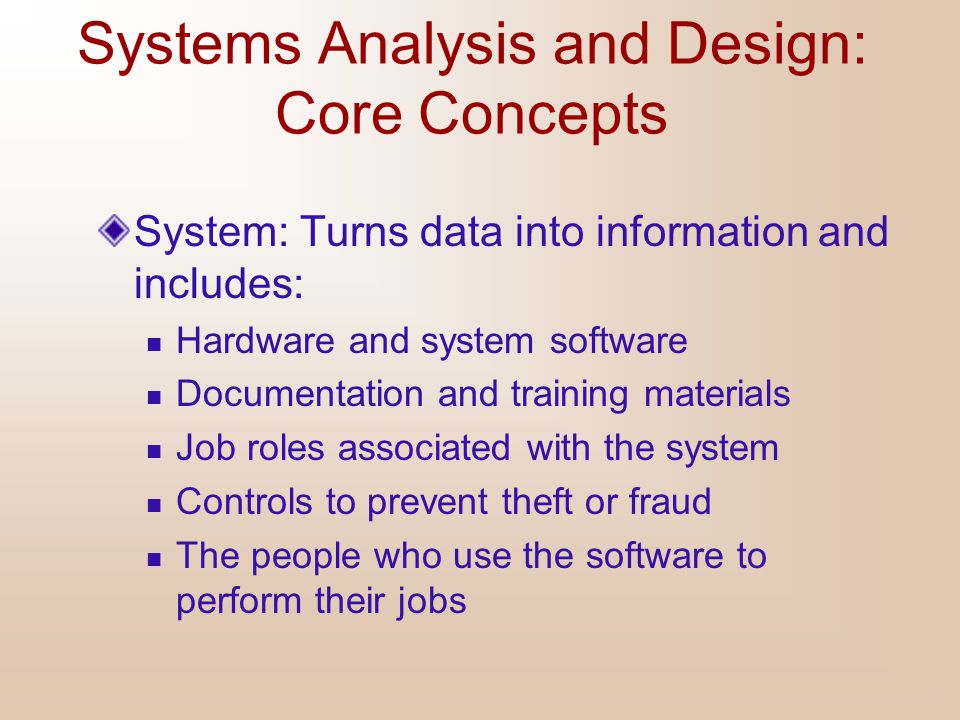 Systems Analysis and Design:
Core Concepts
System: Turns data into information and
includes:
Hardware and system software
Documentation and training materials
Job roles associated with the system
Controls to prevent theft or fraud
The people who use the software to
perform their jobs